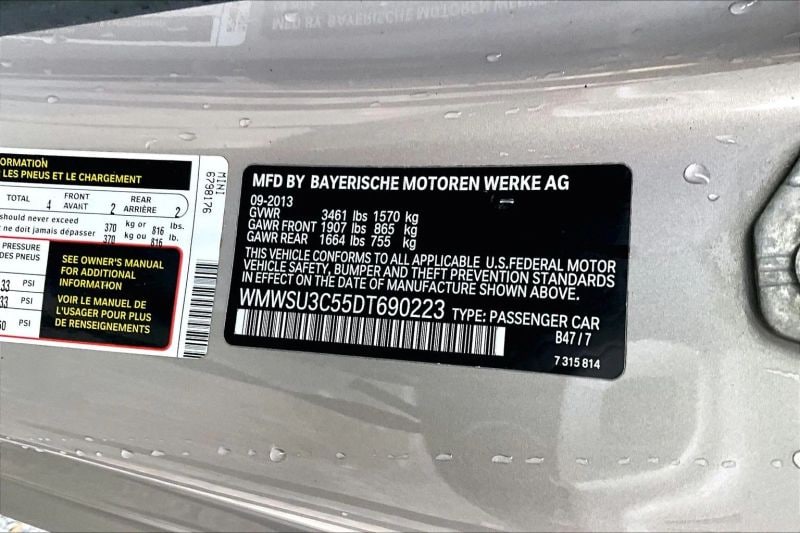 ORMATION
LES PNEUS ET LE CHARGEMENT
TOTAL 4 FRONT AVANT 2 REAR ARRIÈRE 2
should never exceed 370 kg or 816 lbs.
ne doit jamais dépasser 370 kg ou 816 lb.
PRESSURE
DES PNEUS
33 PSI
33 PSI
60 PSI
SEE OWNER'S MANUAL
FOR ADDITIONAL
INFORMATION
VOIR LE MANUEL DE
L'USAGER POUR PLUS
DE RENSEIGNEMENTS
MINI
6798176
MFD BY BAYERISCHE MOTOREN WERKE AG
09-2013
GVWR 3461 lbs 1570 kg
GAWR FRONT 1907 lbs 865 kg
GAWR REAR 1664 lbs 755 kg
THIS VEHICLE CONFORMS TO ALL APPLICABLE U.S.FEDERAL MOTOR
VEHICLE SAFETY, BUMPER AND THEFT PREVENTION STANDARDS
IN EFFECT ON THE DATE OF MANUFACTURE SHOWN ABOVE.
WMWSU3C55DT690223 TYPE: PASSENGER CAR
B47/7
7 315 814